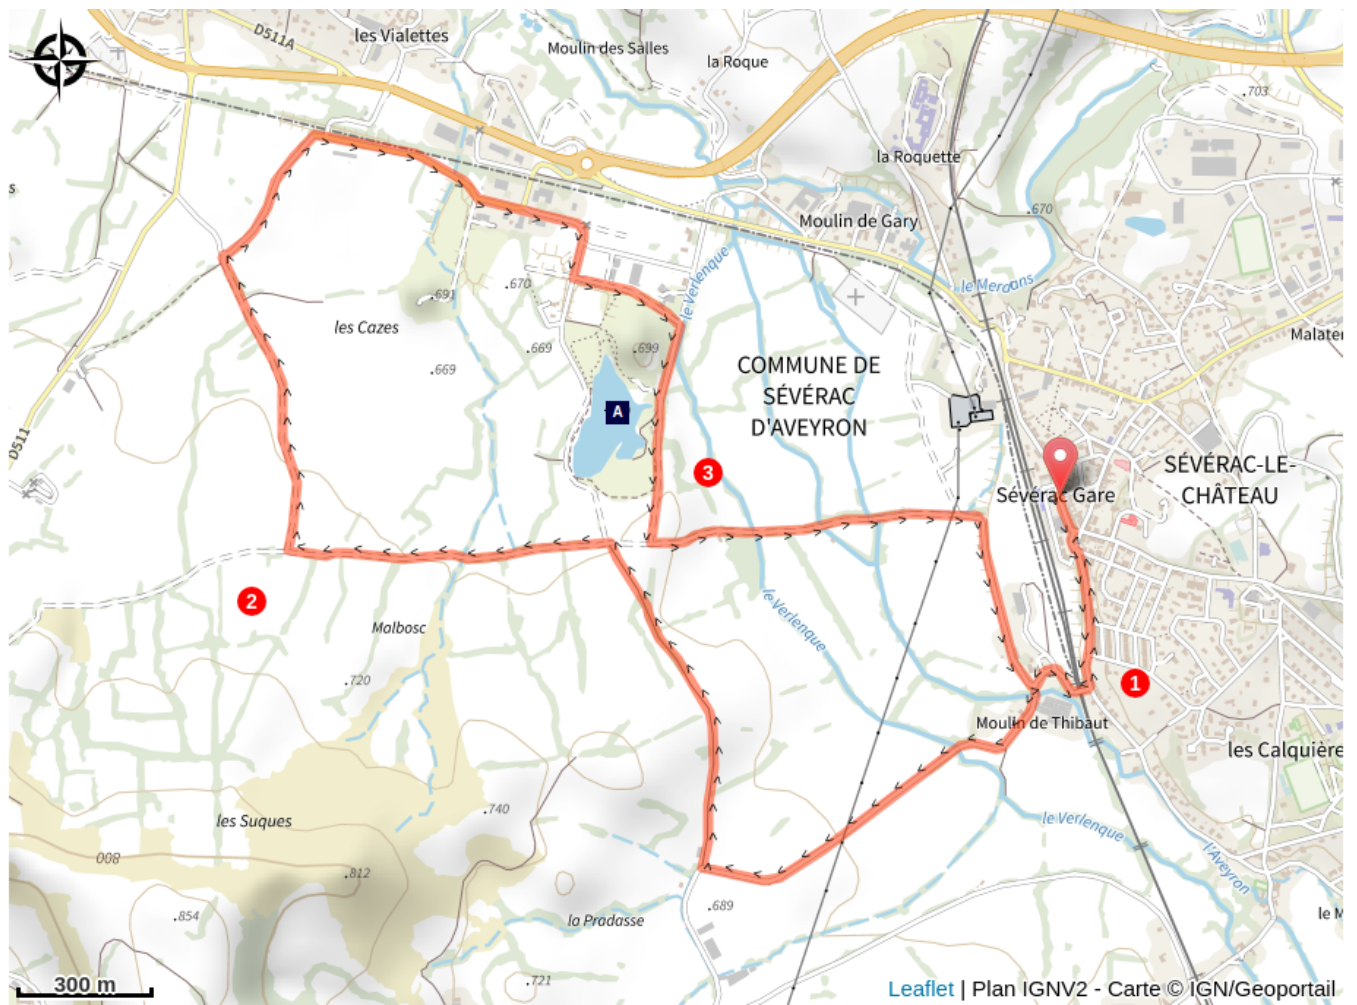 les Vialettes
D511A
Moulin des Salles
la Roque
.703
la Roquette
.670
Moulin de Gary
le Verlenque
le Merdans
.691
.670
les Cazes
.669
.699
.669
Malate
COMMUNE DE
SÉVÉRAC
D'AVEYRON
A
D511
3
SÉVÉRAC-LE-
CHÂTEAU
Séverac Gare
2
Malbosc
le Verlenque
.720
1
Moulin de Thibaut
les Calquière
.740
les Suques
le Verlenque
800
.812
l'Aveyron
.854
la Pradasse
.689
le M
.721
300 m
Leaflet | Plan IGNV2 - Carte © IGN/Geoportail